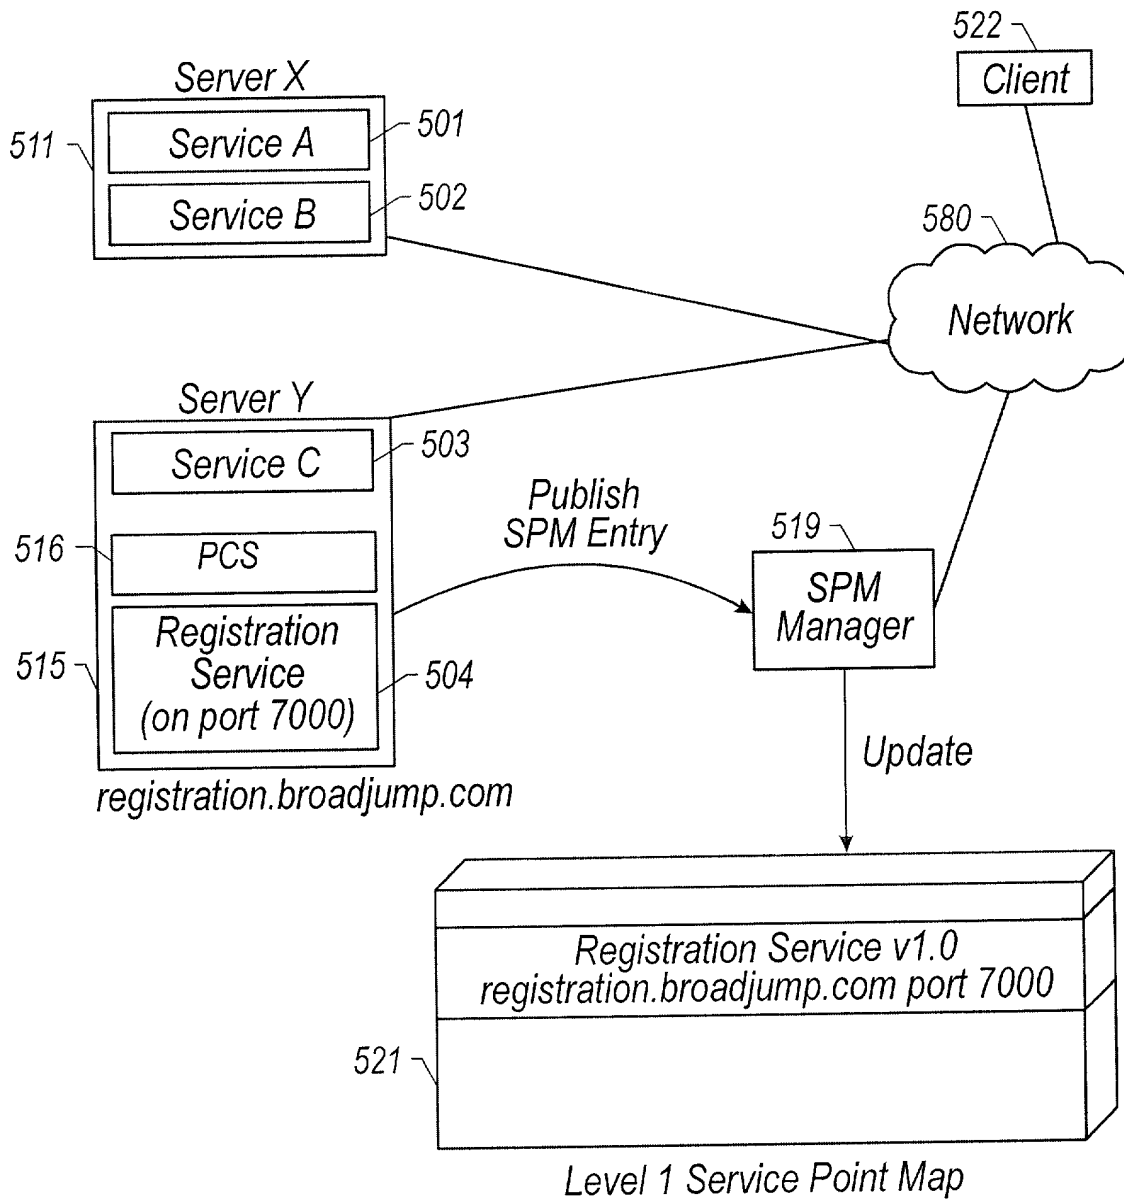 522
Client
Server X
511
Service A
501
Service B
502
580
Network
Server Y
Service C
503
516
PCS
Publish
SPM Entry
519
SPM
Manager
515
Registration
Service
(on port 7000)
504
registration.broadjump.com
Update
Registration Service v1.0
registration.broadjump.com port 7000
521
Level 1 Service Point Map